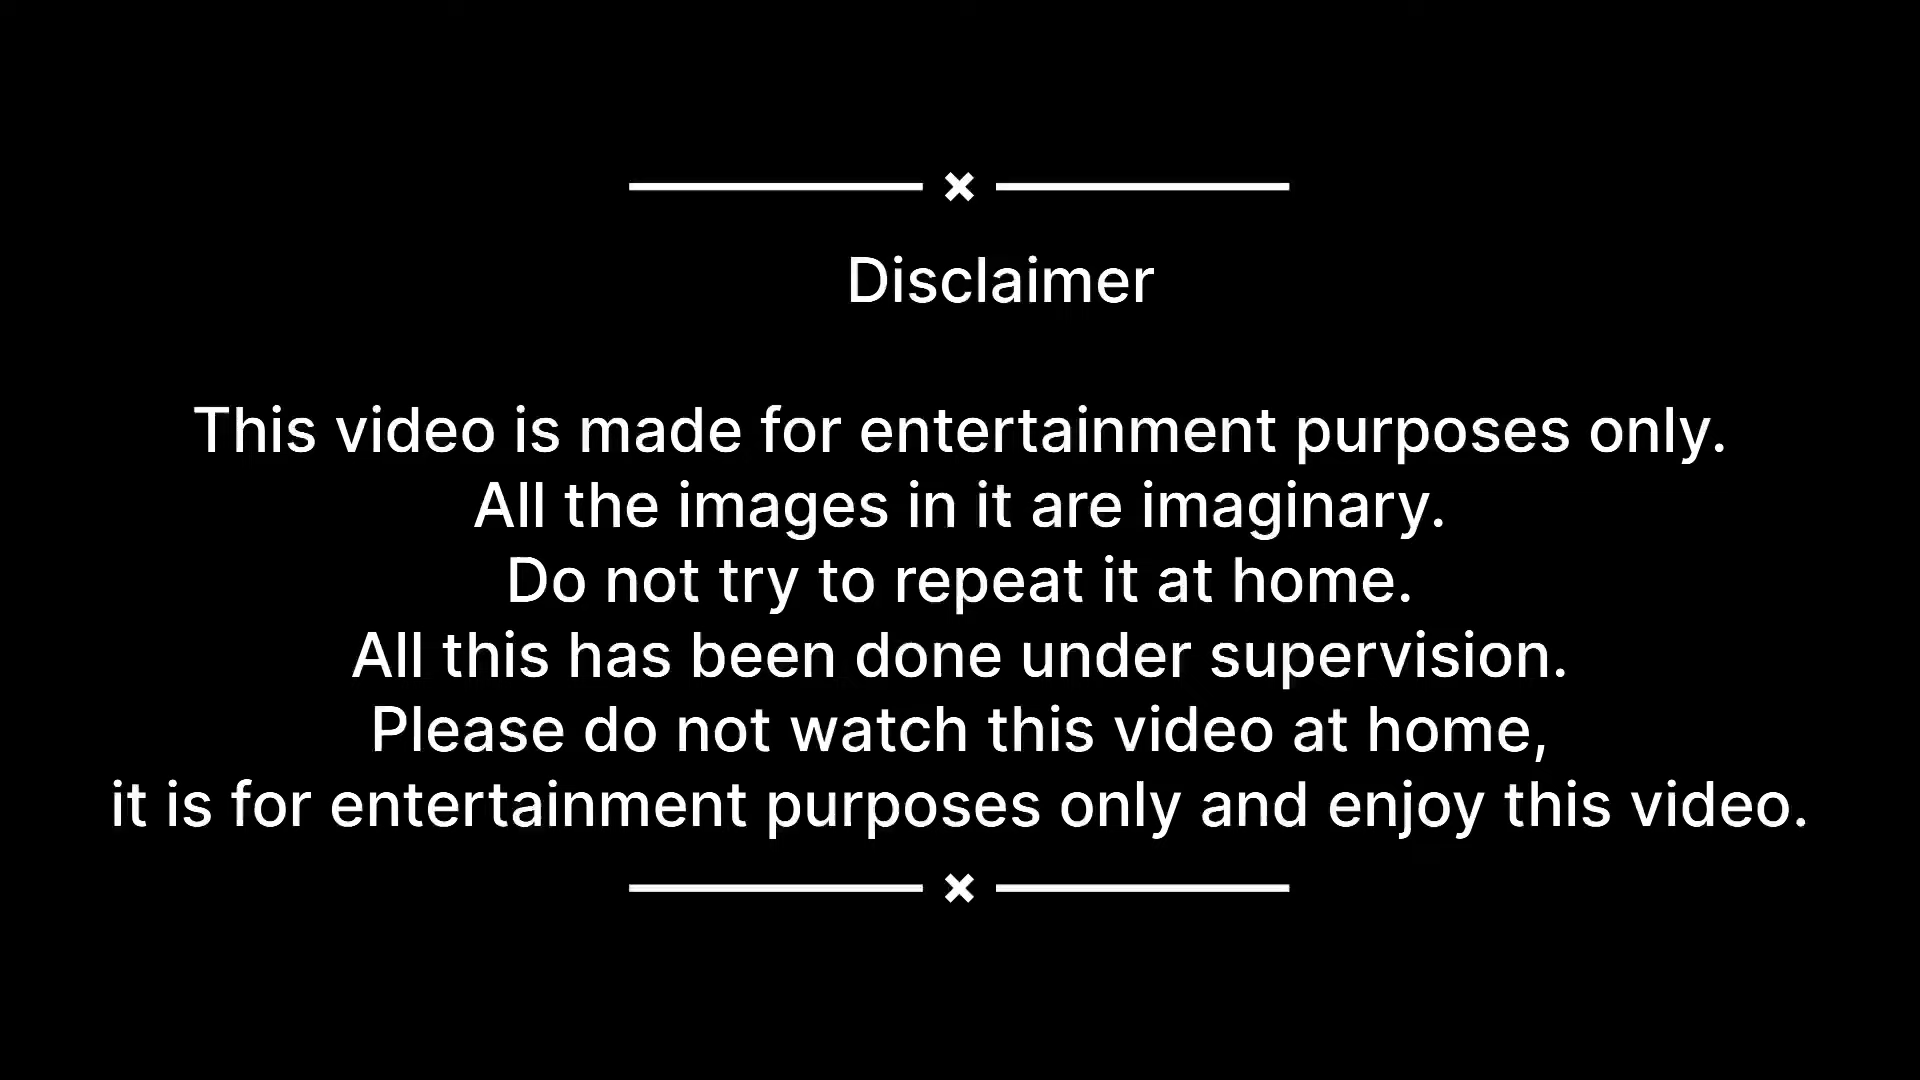 Disclaimer
This video is made for entertainment purposes only.
All the images in it are imaginary.
Do not try to repeat it at home.
All this has been done under supervision.
Please do not watch this video at home,
it is for entertainment purposes only and enjoy this video.